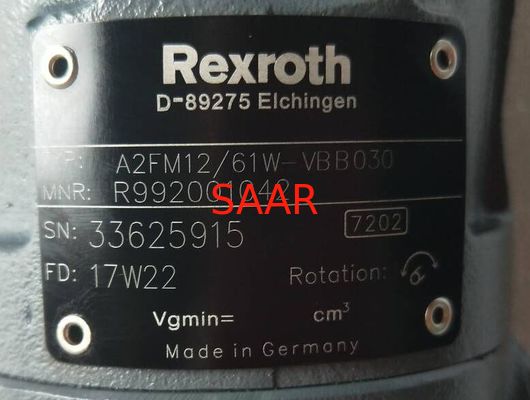 Rexroth
D-89275 Elchingen
A2FM12/61W-VBB030
MNR: R992001042
SAAR
SN: 33625915 7202
FD: 17W22 Rotation:
Vgmin= cm³
Made in Germany